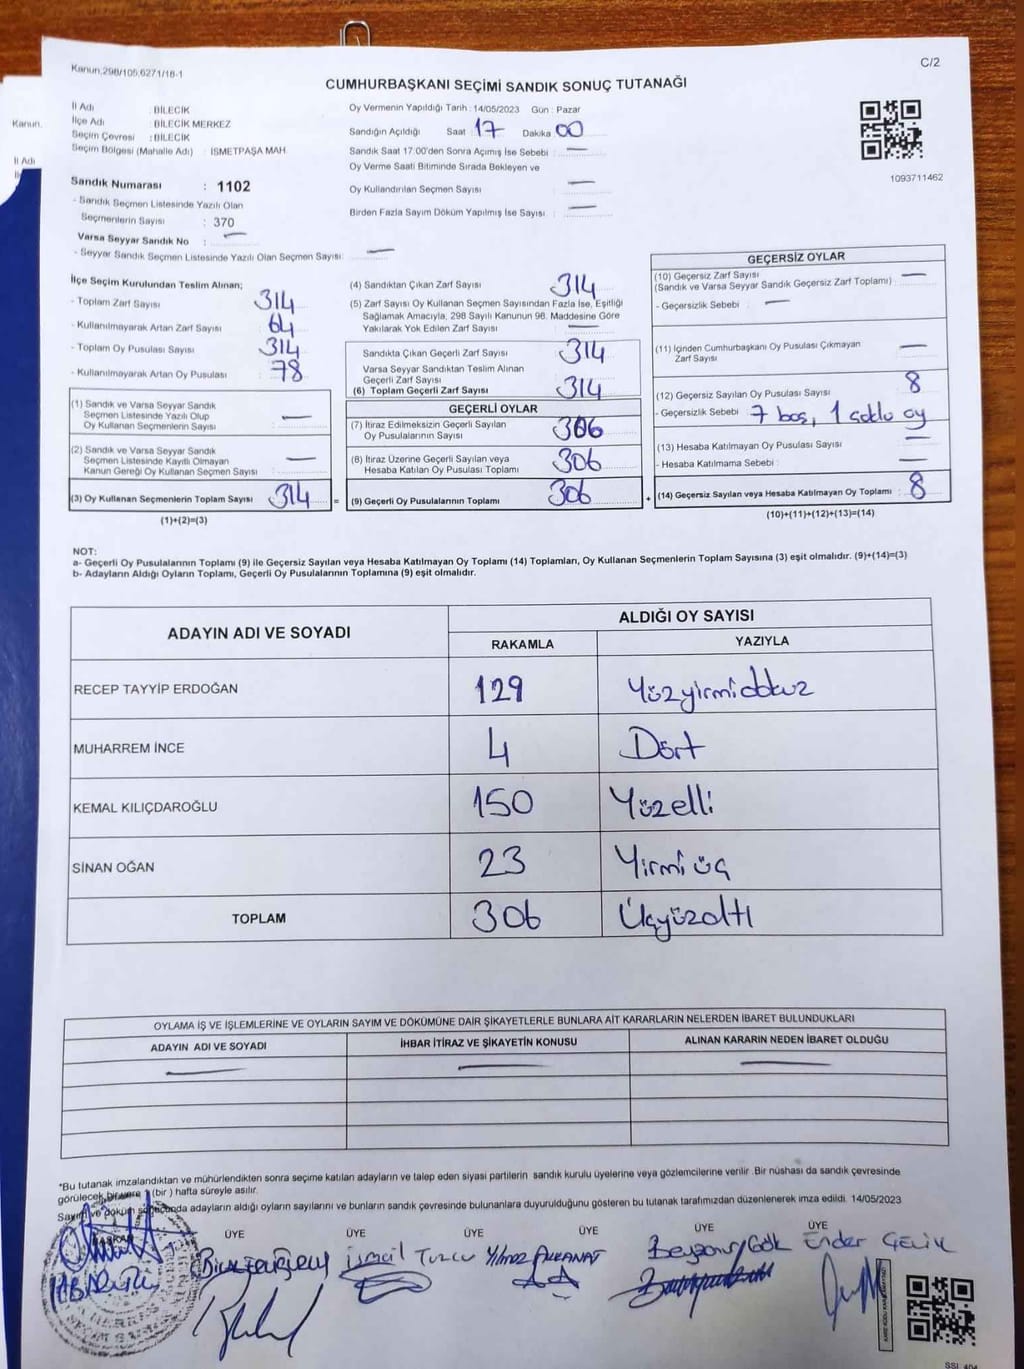 Kanun,298/105,6271/18-1
C/2
CUMHURBAŞKANI SEÇİMİ SANDIK SONUÇ TUTANAĞI
Kanun.
İl Adı
İl Adı : BİLECİK
İlçe Adı : BİLECİK MERKEZ
Seçim Çevresi : BİLECİK
Seçim Bölgesi (Mahalle Adı) : İSMETPAŞA MAH.
Sandık Numarası : 1102
- Sandık Seçmen Listesinde Yazılı Olan
Seçmenlerin Sayısı : 370
Varsa Seyyar Sandık No : —
- Seyyar Sandık Seçmen Listesinde Yazılı Olan Seçmen Sayısı: —
Oy Vermenin Yapıldığı Tarih : 14/05/2023 Gün : Pazar
Sandığın Açıldığı Saat : 17 Dakika : 00
Sandık Saat 17:00'den Sonra Açımış İse Sebebi : —
Oy Verme Saati Bitiminde Sırada Bekleyen ve
Oy Kullandırılan Seçmen Sayısı : —
Birden Fazla Sayım Döküm Yapılmış İse Sayısı : —
1093711462
İlçe Seçim Kurulundan Teslim Alınan;
- Toplam Zarf Sayısı : 314
- Kullanılmayarak Artan Zarf Sayısı : 64
- Toplam Oy Pusulası Sayısı : 314
- Kullanılmayarak Artan Oy Pusulası : 78
(1) Sandık ve Varsa Seyyar Sandık
Seçmen Listesinde Yazılı Olup
Oy Kullanan Seçmenlerin Sayısı : —
(2) Sandık ve Varsa Seyyar Sandık
Seçmen Listesinde Kayıtlı Olmayan
Kanun Gereği Oy Kullanan Seçmen Sayısı : —
(3) Oy Kullanan Seçmenlerin Toplam Sayısı : 314 =
(1)+(2)=(3)
(4) Sandıktan Çıkan Zarf Sayısı : 314
(5) Zarf Sayısı Oy Kullanan Seçmen Sayısından Fazla İse, Eşitliği
Sağlamak Amacıyla, 298 Sayılı Kanunun 98. Maddesine Göre
Yakılarak Yok Edilen Zarf Sayısı : —
Sandıkta Çıkan Geçerli Zarf Sayısı : 314
Varsa Seyyar Sandıktan Teslim Alınan
Geçerli Zarf Sayısı :
(6) Toplam Geçerli Zarf Sayısı : 314
GEÇERLİ OYLAR
(7) İtiraz Edilmeksizin Geçerli Sayılan
Oy Pusulalarının Sayısı : 306
(8) İtiraz Üzerine Geçerli Sayılan veya
Hesaba Katılan Oy Pusulası Toplamı : 306
(9) Geçerli Oy Pusulalarının Toplamı : 306 +
GEÇERSİZ OYLAR
(10) Geçersiz Zarf Sayısı : —
(Sandık ve Varsa Seyyar Sandık Geçersiz Zarf Toplamı)
- Geçersizlik Sebebi : —
(11) İçinden Cumhurbaşkanı Oy Pusulası Çıkmayan
Zarf Sayısı : —
(12) Geçersiz Sayılan Oy Pusulası Sayısı : 8
- Geçersizlik Sebebi : 7 boş, 1 çoklu oy
(13) Hesaba Katılmayan Oy Pusulası Sayısı : —
- Hesaba Katılmama Sebebi : —
(14) Geçersiz Sayılan veya Hesaba Katılmayan Oy Toplamı : 8
(10)+(11)+(12)+(13)=(14)
NOT:
a- Geçerli Oy Pusulalarının Toplamı (9) ile Geçersiz Sayılan veya Hesaba Katılmayan Oy Toplamı (14) Toplamları, Oy Kullanan Seçmenlerin Toplam Sayısına (3) eşit olmalıdır. (9)+(14)=(3)
b- Adayların Aldığı Oyların Toplamı, Geçerli Oy Pusulalarının Toplamına (9) eşit olmalıdır.
ADAYIN ADI VE SOYADI
ALDIĞI OY SAYISI
RAKAMLA YAZIYLA
RECEP TAYYİP ERDOĞAN 129 Yüzyirmidokuz
MUHARREM İNCE 4 Dört
KEMAL KILIÇDAROĞLU 150 Yüzelli
SİNAN OĞAN 23 Yirmi üç
TOPLAM 306 Üçyüzaltı
OYLAMA İŞ VE İŞLEMLERİNE VE OYLARIN SAYIM VE DÖKÜMÜNE DAİR ŞİKAYETLERLE BUNLARA AİT KARARLARIN NELERDEN İBARET BULUNDUKLARI
ADAYIN ADI VE SOYADI İHBAR İTİRAZ VE ŞİKAYETİN KONUSU ALINAN KARARIN NEDEN İBARET OLDUĞU
— — —
*Bu tutanak imzalandıktan ve mühürlendikten sonra seçime katılan adayların ve talep eden siyasi partilerin sandık kurulu üyelerine veya gözlemcilerine verilir .Bir nüshası da sandık çevresinde
görülecek bir yere 1 (bir ) hafta süreyle asılır.
Sayım ve döküm sonucunda adayların aldığı oyların sayılarını ve bunların sandık çevresinde bulunanlara duyurulduğunu gösteren bu tutanak tarafımızdan düzenlenerek imza edildi. 14/05/2023
BAŞKAN ÜYE ÜYE ÜYE ÜYE ÜYE ÜYE
İsmail Tuzcu Yılmaz ALKANAT Beyzanur Gök Ender ÇELİK
SSI 404